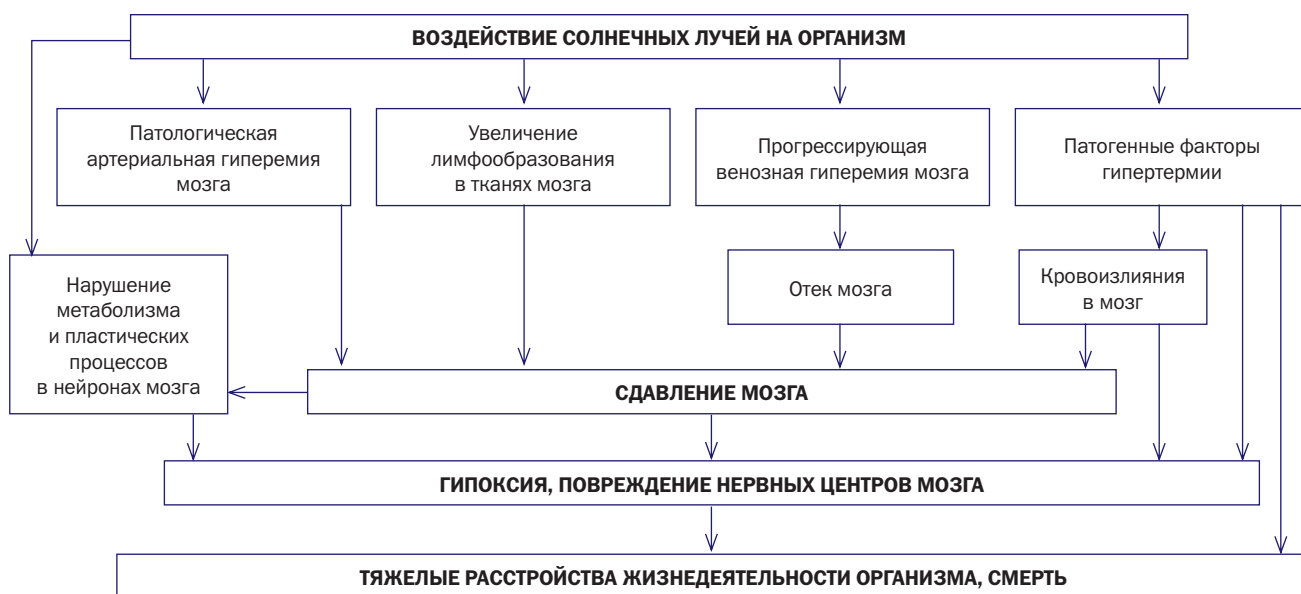 ВОЗДЕЙСТВИЕ СОЛНЕЧНЫХ ЛУЧЕЙ НА ОРГАНИЗМ
Патологическая
артериальная гиперемия
мозга
Увеличение
лимфообразования
в тканях мозга
Прогрессирующая
венозная гиперемия мозга
Патогенные факторы
гипертермии
Нарушение
метаболизма
и пластических
процессов
в нейронах мозга
Отек мозга
Кровоизлияния
в мозг
СДАВЛЕНИЕ МОЗГА
ГИПОКСИЯ, ПОВРЕЖДЕНИЕ НЕРВНЫХ ЦЕНТРОВ МОЗГА
ТЯЖЕЛЫЕ РАССТРОЙСТВА ЖИЗНЕДЕЯТЕЛЬНОСТИ ОРГАНИЗМА, СМЕРТЬ